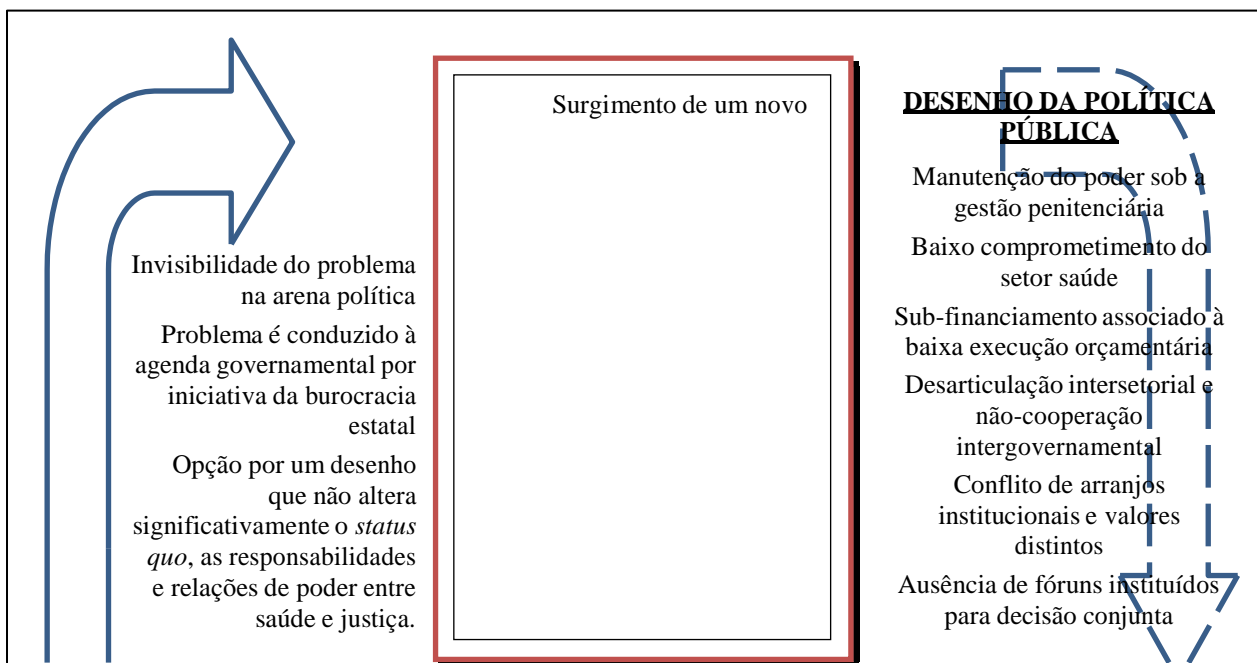 Invisibilidade do problema
na arena política
Problema é conduzido à
agenda governamental por
iniciativa da burocracia
estatal
Opção por um desenho
que não altera
significativamente o status
quo, as responsabilidades
e relações de poder entre
saúde e justiça.
Surgimento de um novo
DESENHO DA POLÍTICA
PÚBLICA
Manutenção do poder sob a
gestão penitenciária
Baixo comprometimento do
setor saúde
Sub-financiamento associado à
baixa execução orçamentária
Desarticulação intersetorial e
não-cooperação
intergovernamental
Conflito de arranjos
institucionais e valores
distintos
Ausência de fóruns instituídos
para decisão conjunta